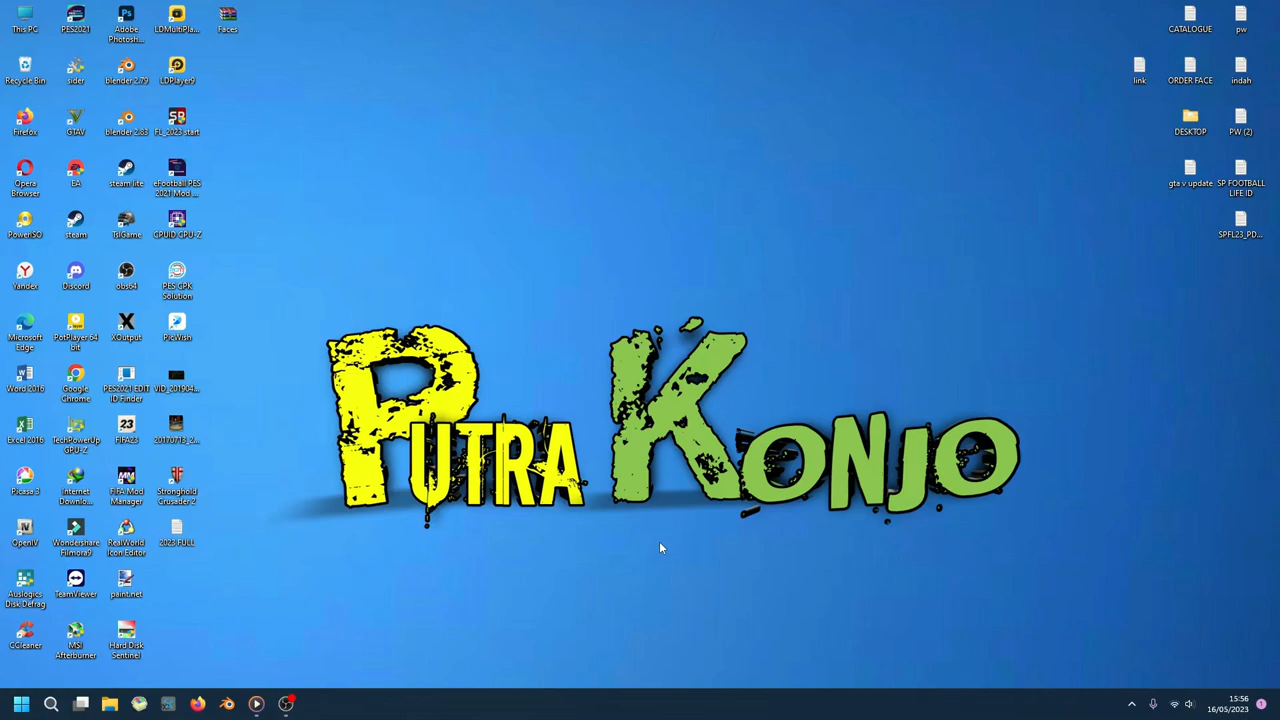 This PC
PES2021
Adobe
Photosh...
LDMultiPla...
Faces
Recycle Bin
sider
blender 2.79
LDPlayer9
Firefox
GTAV
blender 2.83
FL_2023 start
Opera
Browser
EA
steam lite
eFootball PES
2021 Mod ...
PowerISO
steam
TslGame
CPUID CPU-Z
Yandex
Discord
obs64
PES CPK
Solution
Microsoft
Edge
PotPlayer 64
bit
XOutput
PicWish
Word 2016
Google
Chrome
PES2021 EDIT
ID Finder
VID_201904...
Excel 2016
TechPowerUp
GPU-Z
FIFA23
20170713_2...
Picasa 3
Internet
Downlo...
FIFA Mod
Manager
Stronghold
Crusader 2
OpenIV
Wondershare
Filmora9
RealWorld
Icon Editor
2023 FULL
Auslogics
Disk Defrag
TeamViewer
paint.net
CCleaner
MSI
Afterburner
Hard Disk
Sentinel
CATALOGUE
pw
link
ORDER FACE
indah
DESKTOP
PW (2)
gta v update
SP FOOTBALL
LIFE ID
SPFL23_PD...
PUTRA KONJO
15:56
16/05/2023
1